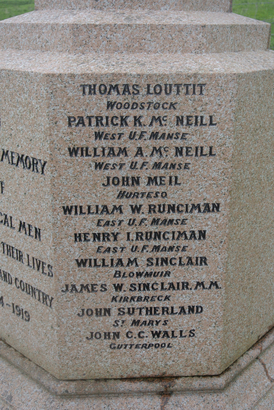 MEMORY
F
CAL MEN
THEIR LIVES
AND COUNTRY
4-1919
THOMAS LOUTTIT
WOODSTOCK
PATRICK K. Mc NEILL
WEST U.F. MANSE
WILLIAM A. Mc NEILL
WEST U.F. MANSE
JOHN MEIL
HURTESO
WILLIAM W. RUNCIMAN
EAST U.F. MANSE
HENRY I. RUNCIMAN
EAST U.F. MANSE
WILLIAM SINCLAIR
BLOWMUIR
JAMES W. SINCLAIR, M.M.
KIRKBRECK
JOHN SUTHERLAND
ST MARYS
JOHN C.C. WALLS
GUTTERPOOL